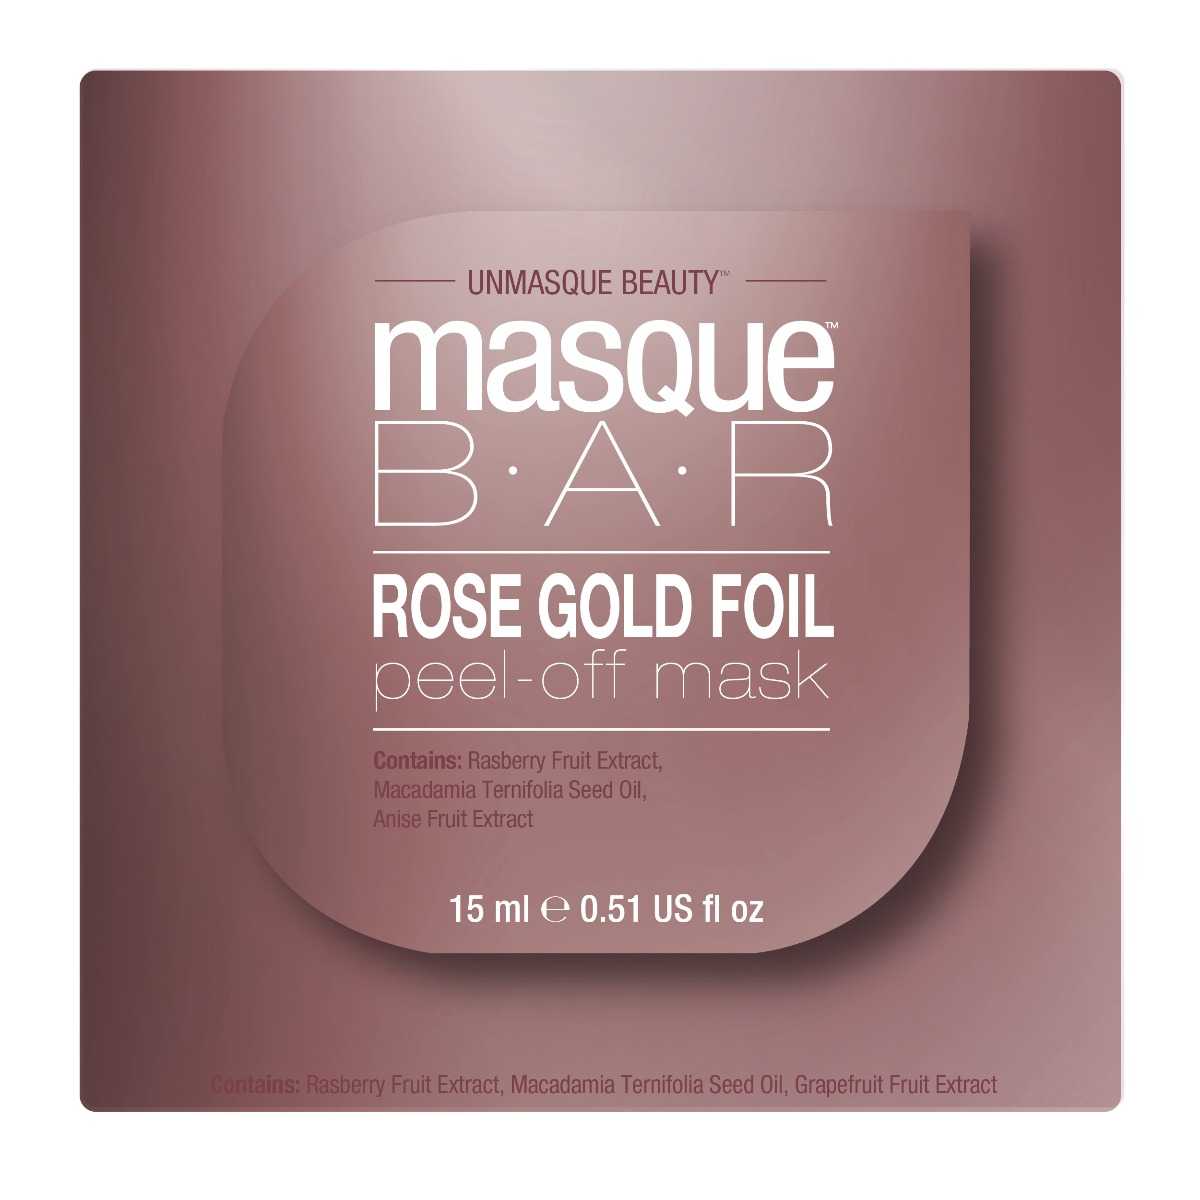 UNMASQUE BEAUTY™
masque™
B·A·R
ROSE GOLD FOIL
peel-off mask
Contains: Rasberry Fruit Extract,
Macadamia Ternifolia Seed Oil,
Anise Fruit Extract
15 ml ℮ 0.51 US fl oz
Contains: Rasberry Fruit Extract, Macadamia Ternifolia Seed Oil, Grapefruit Fruit Extract